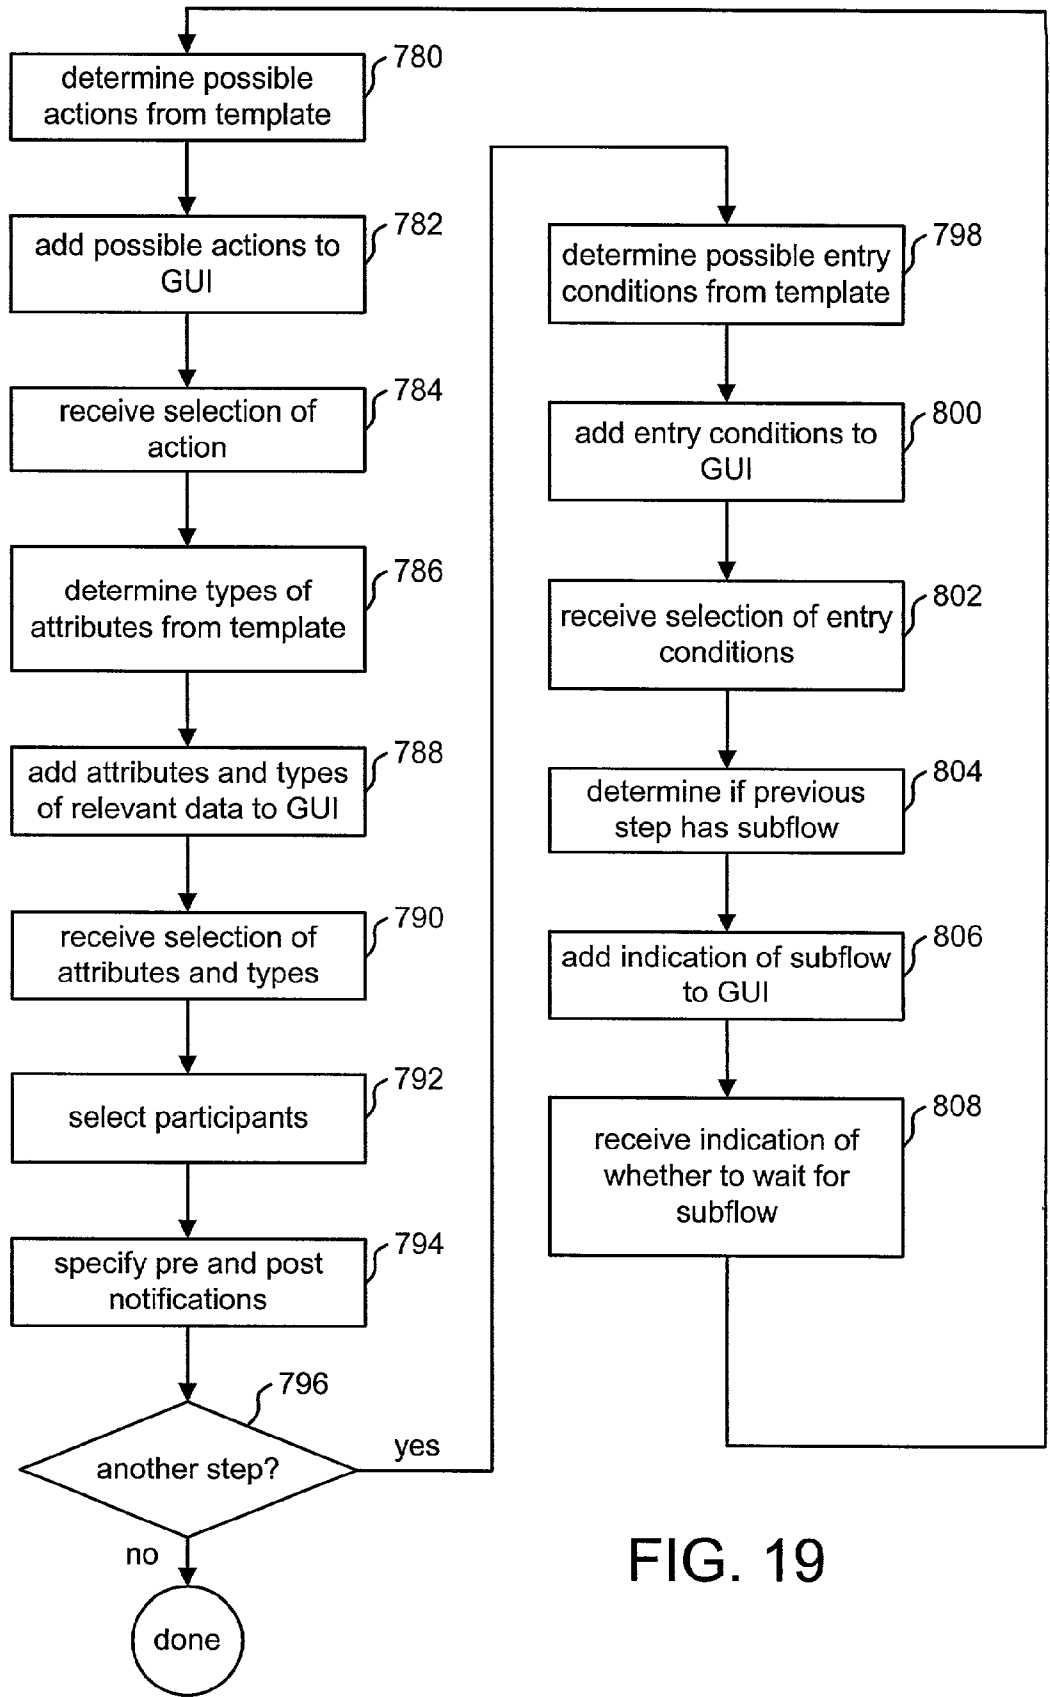 determine possible
actions from template
780
add possible actions to
GUI
782
receive selection of
action
784
determine types of
attributes from template
786
add attributes and types
of relevant data to GUI
788
receive selection of
attributes and types
790
select participants
792
specify pre and post
notifications
794
another step?
796
yes
no
done
determine possible entry
conditions from template
798
add entry conditions to
GUI
800
receive selection of entry
conditions
802
determine if previous
step has subflow
804
add indication of subflow
to GUI
806
receive indication of
whether to wait for
subflow
808
FIG. 19